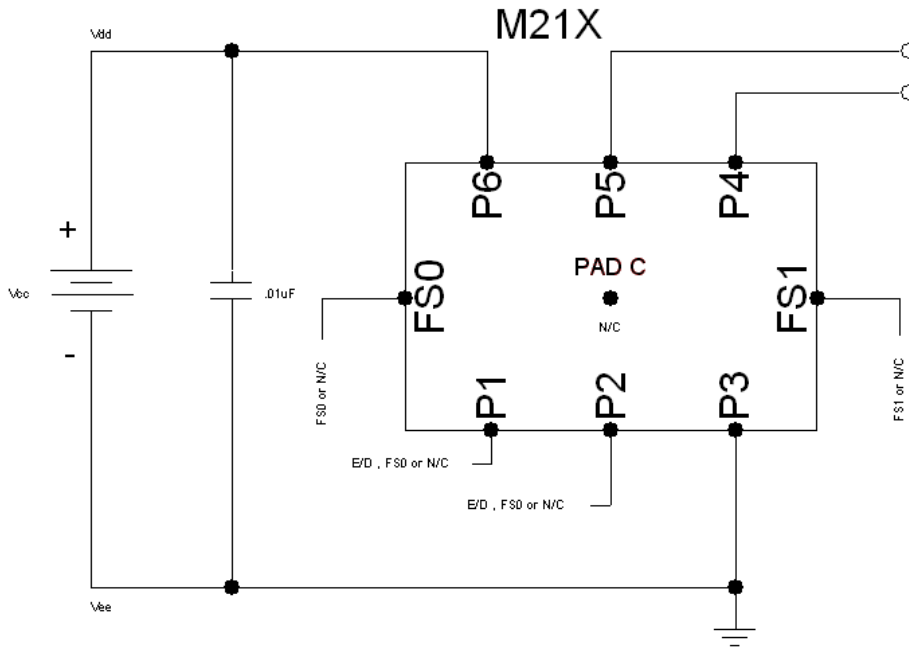 M21X
Vdd
P6
P5
P4
+
PAD C
Vcc
.01uF
FS0
N/C
FS1
-
FS0 or N/C
FS1 or N/C
P1
P2
P3
E/D , FS0 or N/C
E/D , FS0 or N/C
Vee